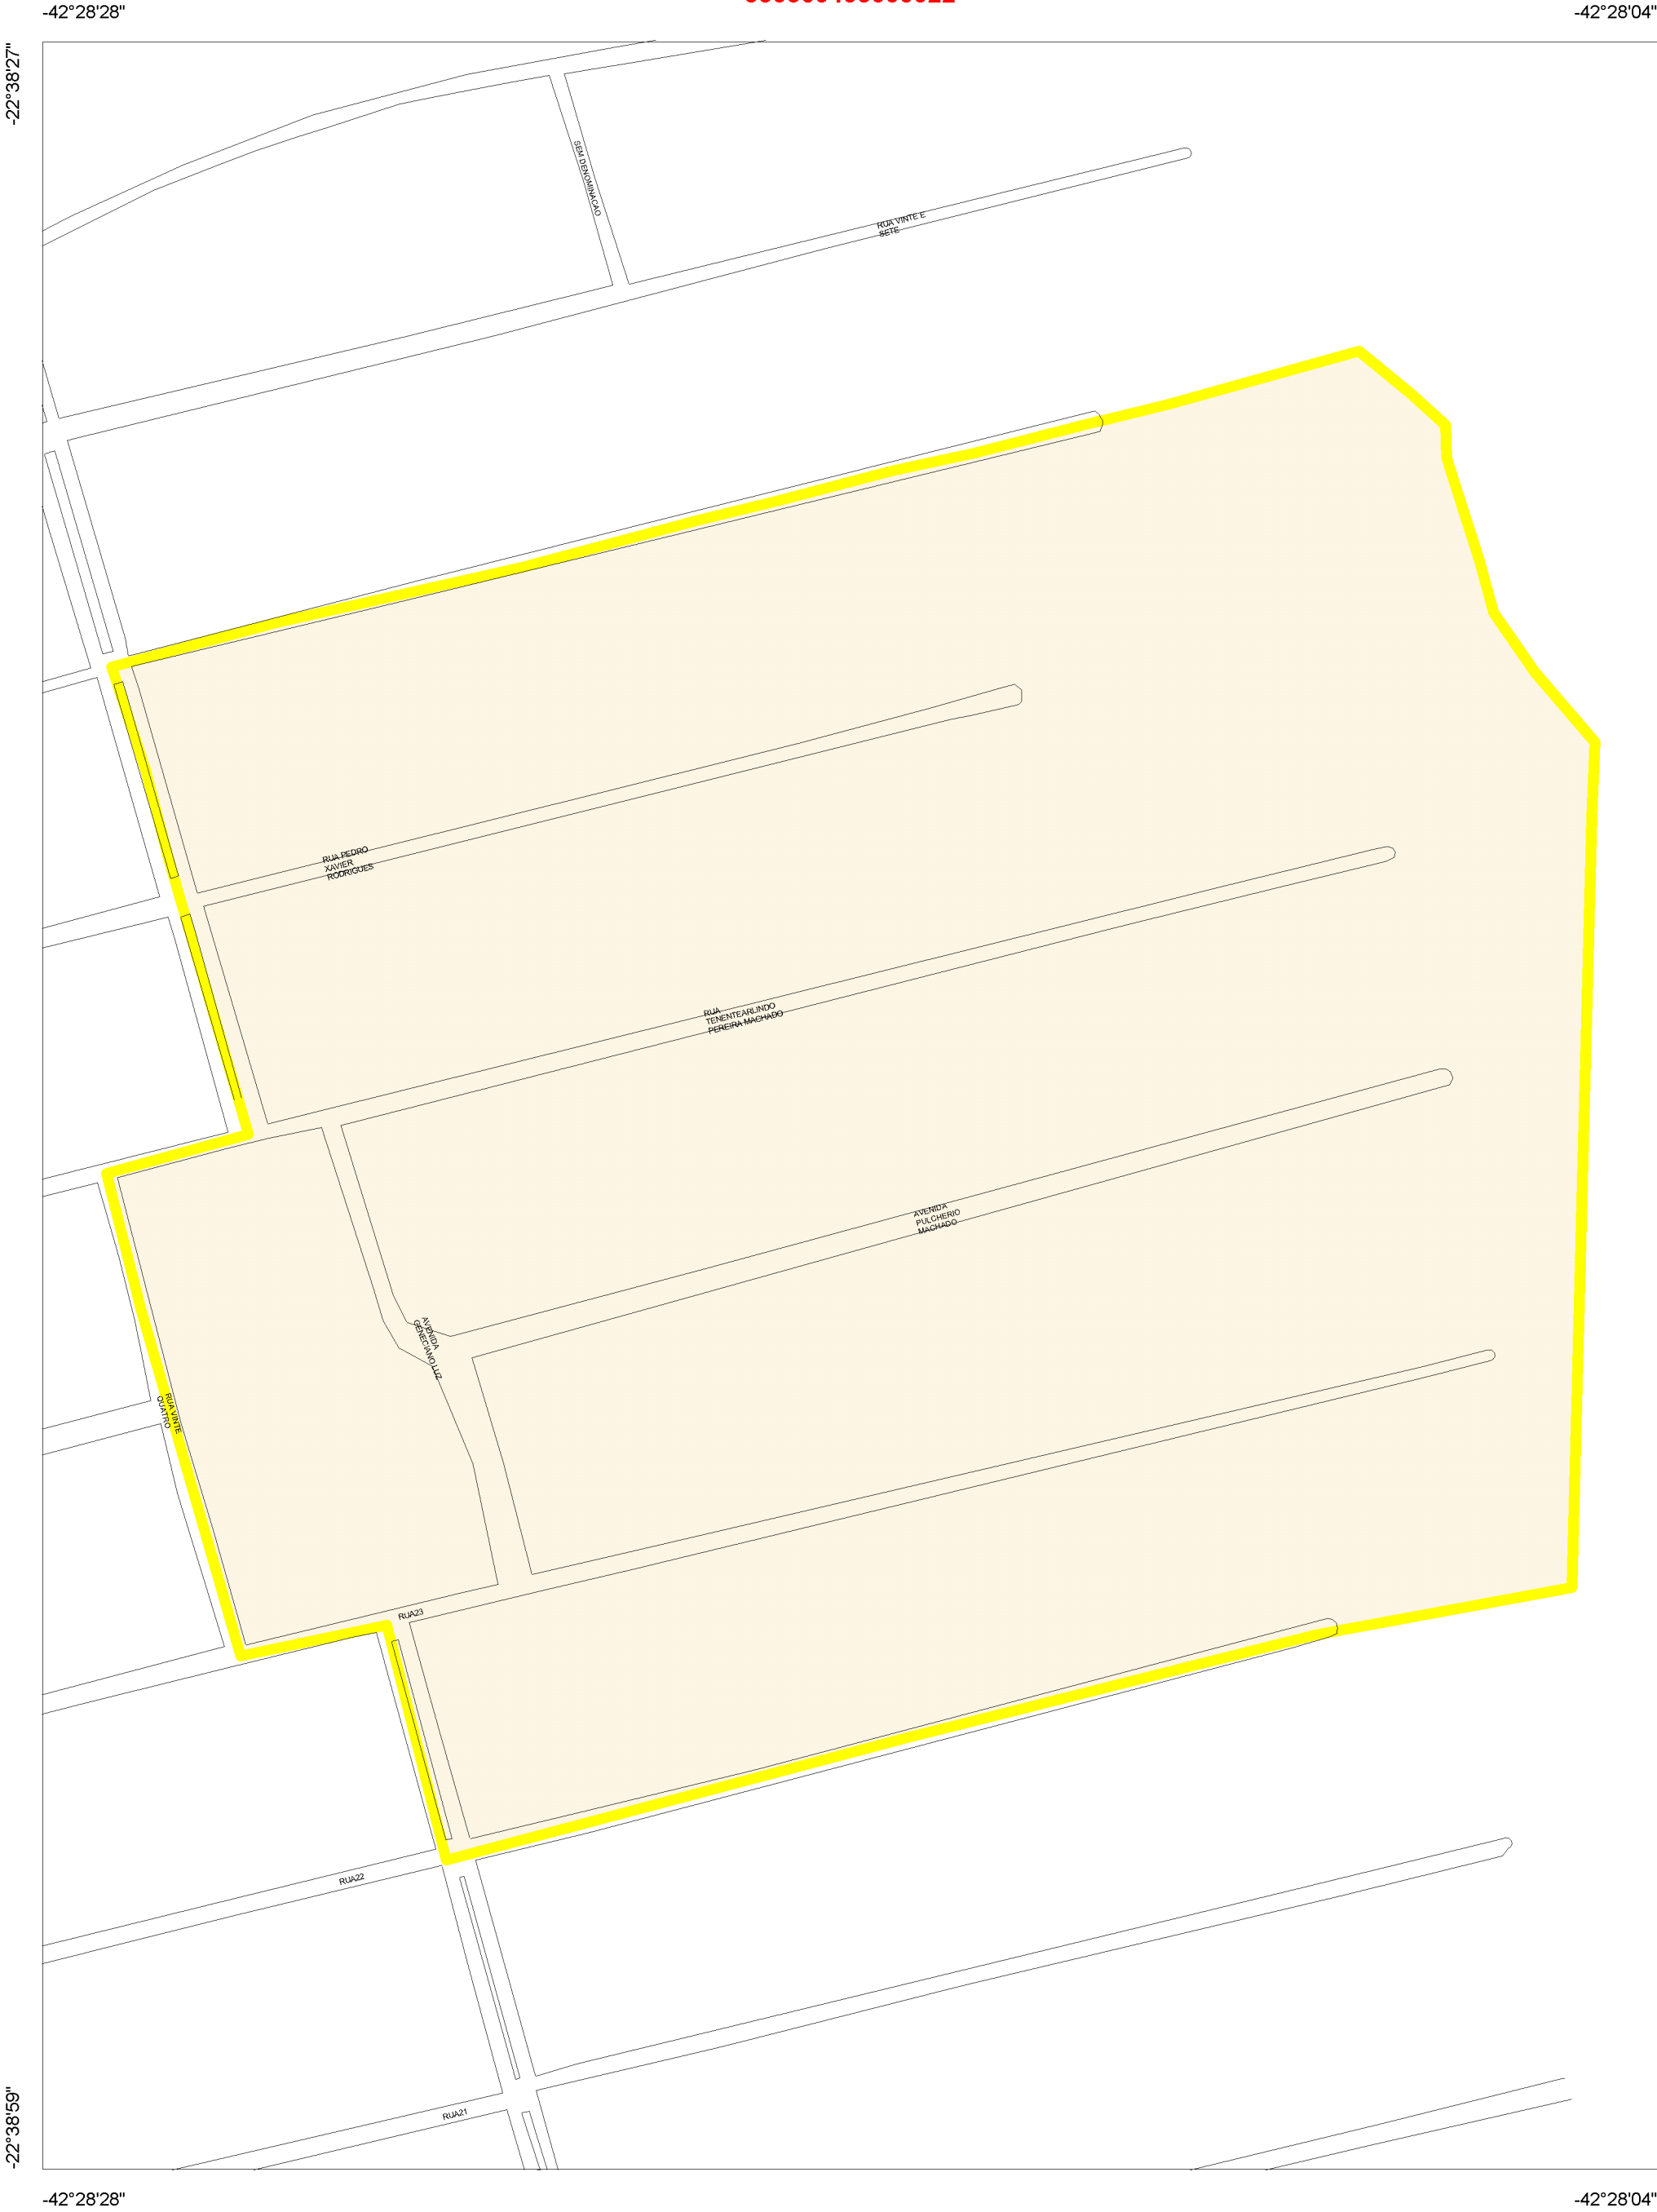 -42°28'28"
-42°28'04"
-22°38'27"
SEM DENOMINACAO
RUA VINTE E
SETE
RUA PEDRO
XAVIER
RODRIGUES
RUA
TENENTEARLINDO
PEREIRA MACHADO
AVENIDA
PULCHERIO
MACHADO
AVENIDA
GENECIANO LUZ
RUA VINTE
QUATRO
RUA23
RUA22
RUA21
-22°38'59"
-42°28'28"
-42°28'04"